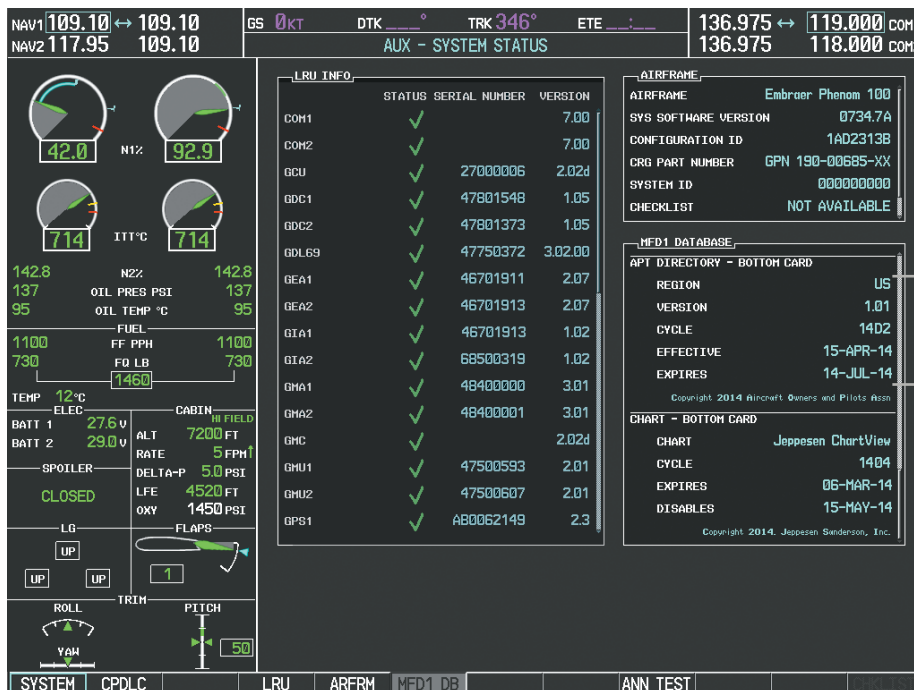 NAV1 109.10 ↔ 109.10
NAV2 117.95 109.10
GS 0KT DTK ___° TRK 346° ETE __:__
AUX - SYSTEM STATUS
136.975 ↔ 119.000 COM
136.975 118.000 COM
42.0 N1% 92.9
714 ITT°C 714
142.8 N2% 142.8
137 OIL PRES PSI 137
95 OIL TEMP °C 95
FUEL
1100 FF PPH 1100
730 FQ LB 730
1460
TEMP 12°C
ELEC
BATT 1 27.6 V
BATT 2 29.0 V
SPOILER
CLOSED
CABIN
HI FIELD
ALT 7200 FT
RATE 5 FPM↑
DELTA-P 5.0 PSI
LFE 4520 FT
OXY 1450 PSI
LG
UP
UP UP
FLAPS
1
TRIM
ROLL PITCH
YAW
50
LRU INFO
STATUS SERIAL NUMBER VERSION
COM1 ✓ 7.00
COM2 ✓ 7.00
GCU ✓ 27000006 2.02d
GDC1 ✓ 47801548 1.05
GDC2 ✓ 47801373 1.05
GDL69 ✓ 47750372 3.02.00
GEA1 ✓ 46701911 2.07
GEA2 ✓ 46701913 2.07
GIA1 ✓ 46701913 1.02
GIA2 ✓ 68500319 1.02
GMA1 ✓ 48400000 3.01
GMA2 ✓ 48400001 3.01
GMC ✓ 2.02d
GMU1 ✓ 47500593 2.01
GMU2 ✓ 47500607 2.01
GPS1 ✓ AB0062149 2.3
AIRFRAME
AIRFRAME Embraer Phenom 100
SYS SOFTWARE VERSION 0734.7A
CONFIGURATION ID 1AD2313B
CRG PART NUMBER GPN 190-00685-XX
SYSTEM ID 000000000
CHECKLIST NOT AVAILABLE
MFD1 DATABASE
APT DIRECTORY - BOTTOM CARD
REGION US
VERSION 1.01
CYCLE 14D2
EFFECTIVE 15-APR-14
EXPIRES 14-JUL-14
Copyright 2014 Aircraft Owners and Pilots Assn
CHART - BOTTOM CARD
CHART Jeppesen ChartView
CYCLE 1404
EXPIRES 06-MAR-14
DISABLES 15-MAY-14
Copyright 2014. Jeppesen Sanderson, Inc.
SYSTEM CPDLC LRU ARFRM MFD1 DB ANN TEST